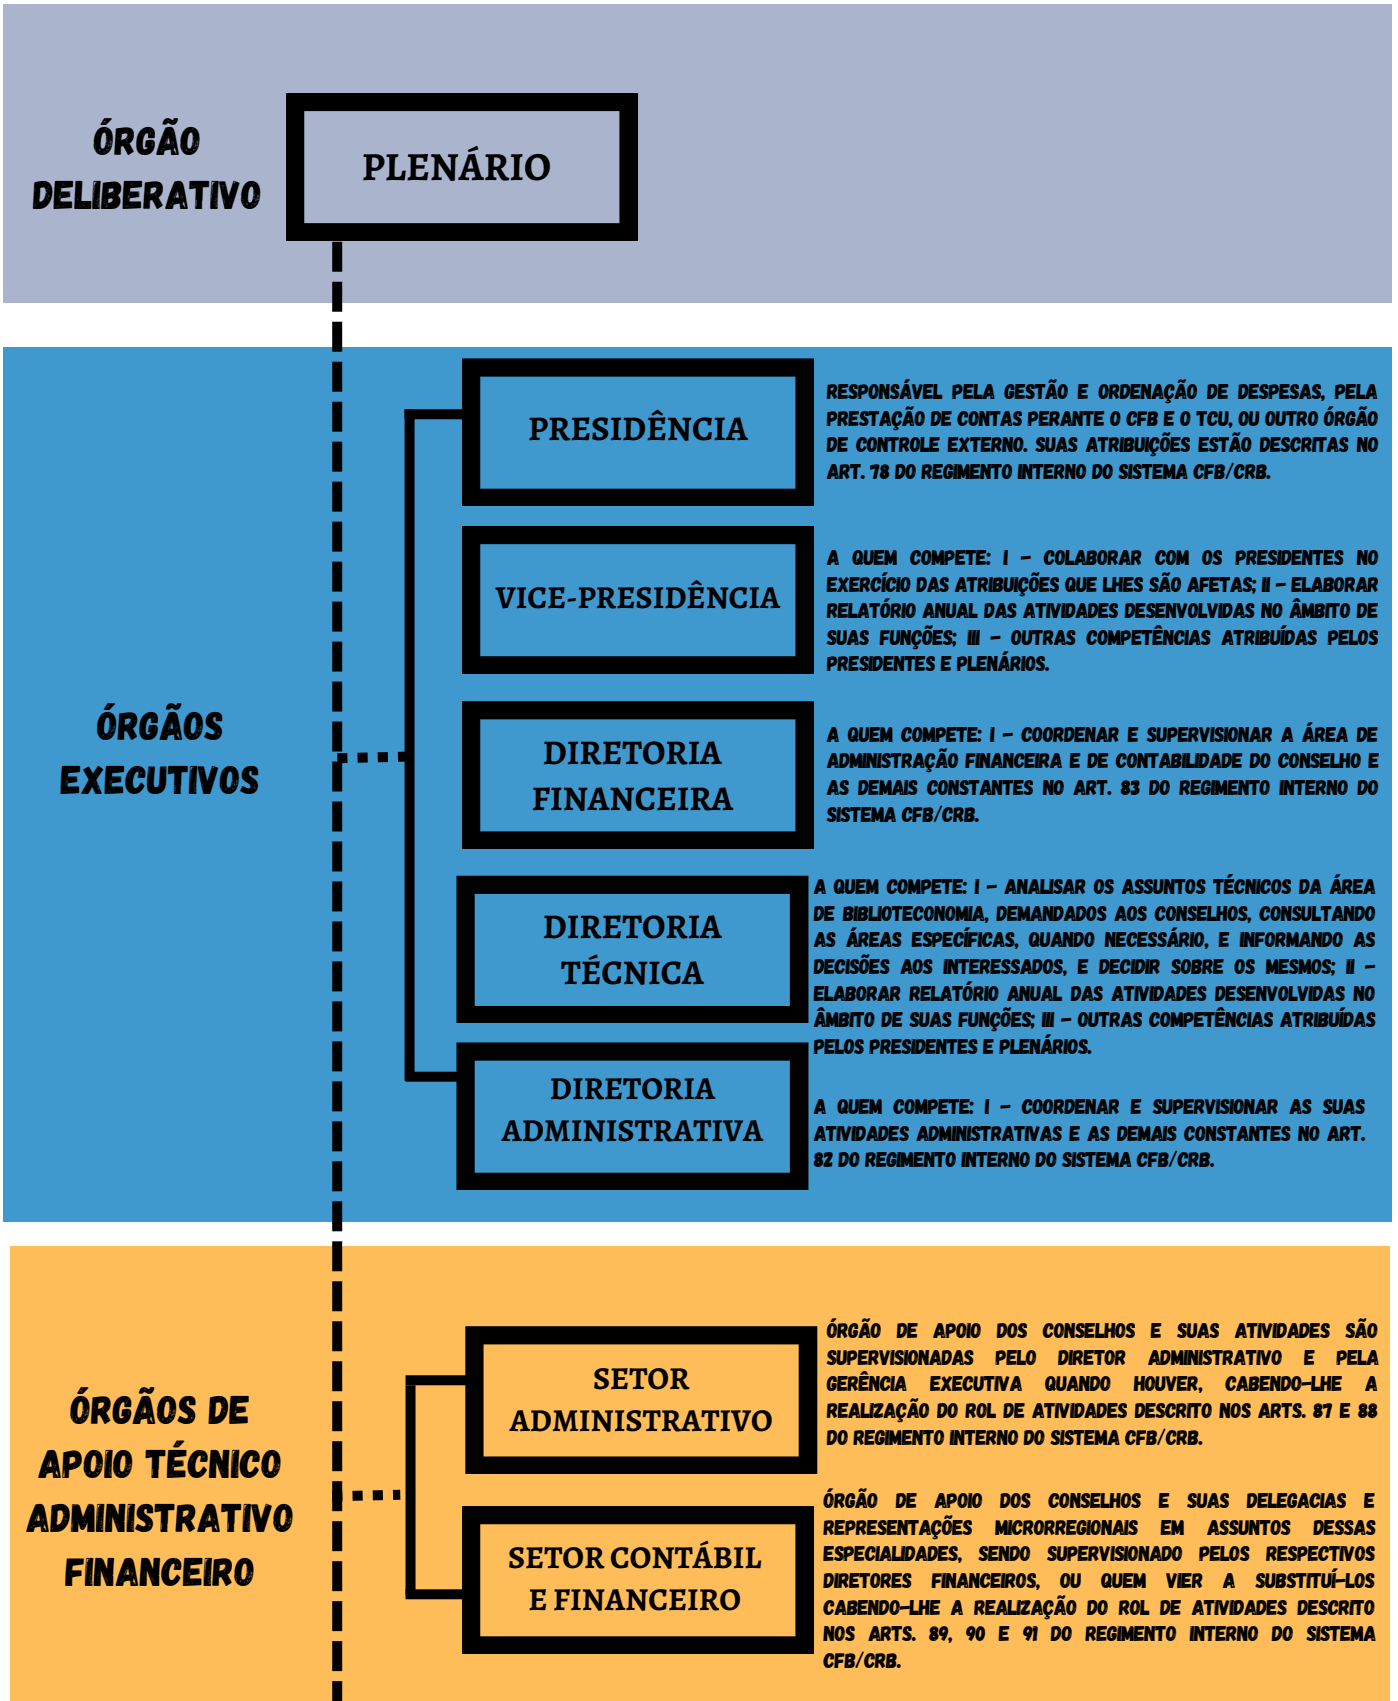 ÓRGÃO
DELIBERATIVO
PLENÁRIO
ÓRGÃOS
EXECUTIVOS
PRESIDÊNCIA
RESPONSÁVEL PELA GESTÃO E ORDENAÇÃO DE DESPESAS, PELA
PRESTAÇÃO DE CONTAS PERANTE O CFB E O TCU, OU OUTRO ÓRGÃO
DE CONTROLE EXTERNO. SUAS ATRIBUIÇÕES ESTÃO DESCRITAS NO
ART. 78 DO REGIMENTO INTERNO DO SISTEMA CFB/CRB.
VICE-PRESIDÊNCIA
A QUEM COMPETE: I – COLABORAR COM OS PRESIDENTES NO
EXERCÍCIO DAS ATRIBUIÇÕES QUE LHES SÃO AFETAS; II – ELABORAR
RELATÓRIO ANUAL DAS ATIVIDADES DESENVOLVIDAS NO ÂMBITO DE
SUAS FUNÇÕES; III – OUTRAS COMPETÊNCIAS ATRIBUÍDAS PELOS
PRESIDENTES E PLENÁRIOS.
DIRETORIA
FINANCEIRA
A QUEM COMPETE: I – COORDENAR E SUPERVISIONAR A ÁREA DE
ADMINISTRAÇÃO FINANCEIRA E DE CONTABILIDADE DO CONSELHO E
AS DEMAIS CONSTANTES NO ART. 83 DO REGIMENTO INTERNO DO
SISTEMA CFB/CRB.
DIRETORIA
TÉCNICA
A QUEM COMPETE: I – ANALISAR OS ASSUNTOS TÉCNICOS DA ÁREA
DE BIBLIOTECONOMIA, DEMANDADOS AOS CONSELHOS, CONSULTANDO
AS ÁREAS ESPECÍFICAS, QUANDO NECESSÁRIO, E INFORMANDO AS
DECISÕES AOS INTERESSADOS, E DECIDIR SOBRE OS MESMOS; II –
ELABORAR RELATÓRIO ANUAL DAS ATIVIDADES DESENVOLVIDAS NO
ÂMBITO DE SUAS FUNÇÕES; III – OUTRAS COMPETÊNCIAS ATRIBUÍDAS
PELOS PRESIDENTES E PLENÁRIOS.
DIRETORIA
ADMINISTRATIVA
A QUEM COMPETE: I – COORDENAR E SUPERVISIONAR AS SUAS
ATIVIDADES ADMINISTRATIVAS E AS DEMAIS CONSTANTES NO ART.
82 DO REGIMENTO INTERNO DO SISTEMA CFB/CRB.
ÓRGÃOS DE
APOIO TÉCNICO
ADMINISTRATIVO
FINANCEIRO
SETOR
ADMINISTRATIVO
ÓRGÃO DE APOIO DOS CONSELHOS E SUAS ATIVIDADES SÃO
SUPERVISIONADAS PELO DIRETOR ADMINISTRATIVO E PELA
GERÊNCIA EXECUTIVA QUANDO HOUVER, CABENDO-LHE A
REALIZAÇÃO DO ROL DE ATIVIDADES DESCRITO NOS ARTS. 87 E 88
DO REGIMENTO INTERNO DO SISTEMA CFB/CRB.
SETOR CONTÁBIL
E FINANCEIRO
ÓRGÃO DE APOIO DOS CONSELHOS E SUAS DELEGACIAS E
REPRESENTAÇÕES MICRORREGIONAIS EM ASSUNTOS DESSAS
ESPECIALIDADES, SENDO SUPERVISIONADO PELOS RESPECTIVOS
DIRETORES FINANCEIROS, OU QUEM VIER A SUBSTITUÍ-LOS
CABENDO-LHE A REALIZAÇÃO DO ROL DE ATIVIDADES DESCRITO
NOS ARTS. 89, 90 E 91 DO REGIMENTO INTERNO DO SISTEMA
CFB/CRB.